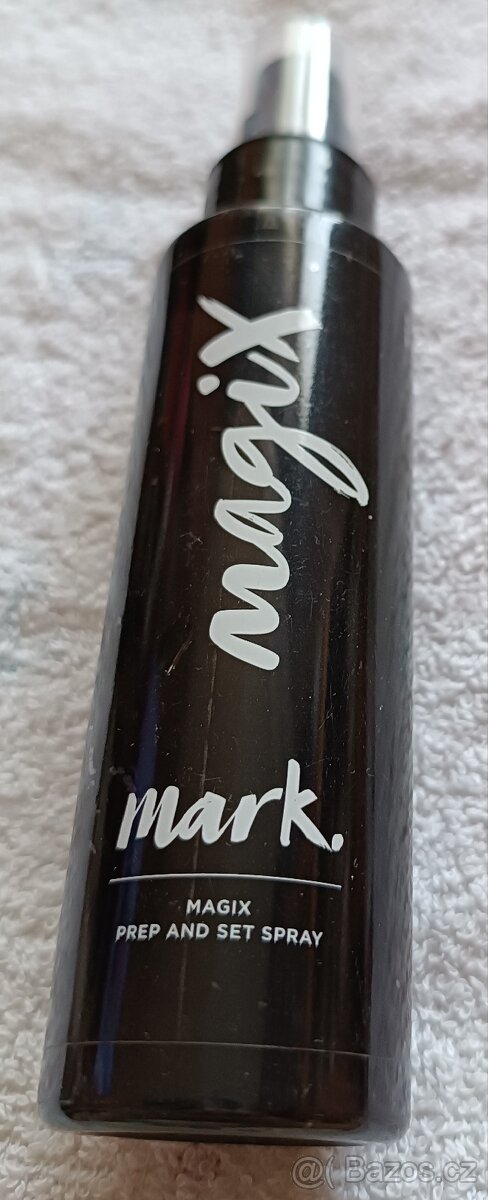 magix
mark.
MAGIX
PREP AND SET SPRAY
@( Bazos.cz